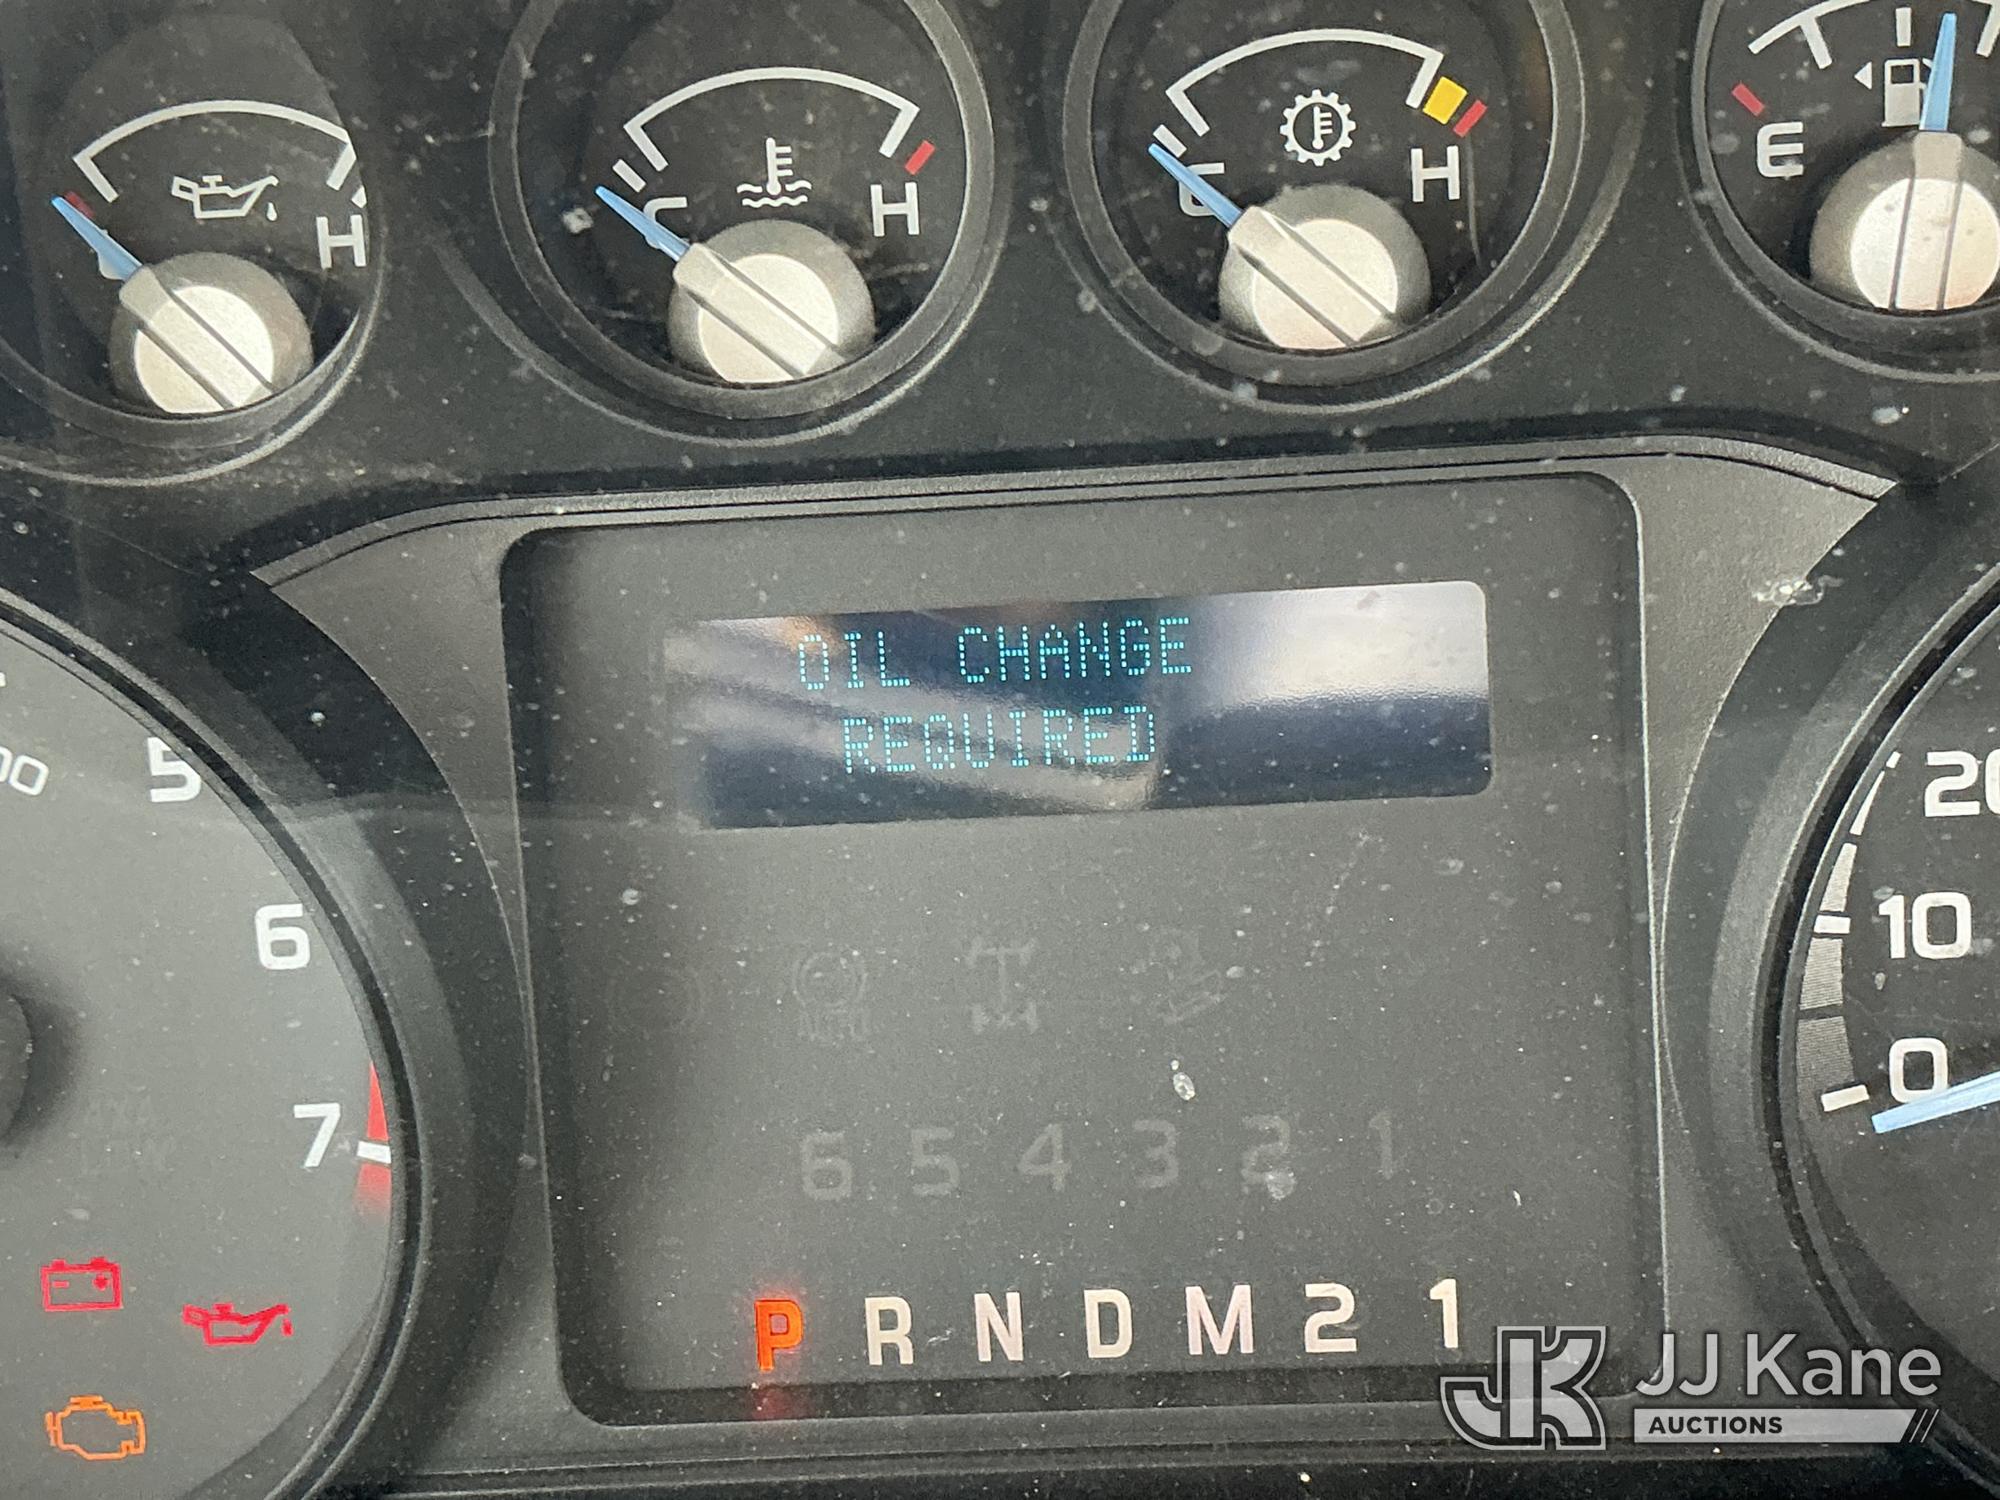 H
C
H
C
H
E
OIL CHANGE
REQUIRED
5
6
7
20
10
0
6 5 4 3 2 1
P R N D M 2 1
JK JJ Kane
AUCTIONS